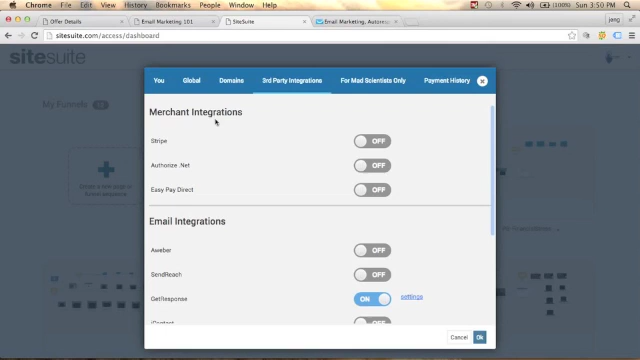 Chrome File Edit View History Bookmarks Window Help
Sun 3:50 PM
Offer Details
Email Marketing 101
SiteSuite
Email Marketing, Autoresp
jong
sitesuite.com/access/dashboard
sitesuite
My Funnels
You Global Domains 3rd Party Integrations For Mad Scientists Only Payment History
Merchant Integrations
Stripe OFF
Authorize .Net OFF
Easy Pay Direct OFF
Email Integrations
Aweber OFF
SendReach OFF
GetResponse ON settings
iContact OFF
Cancel Ok